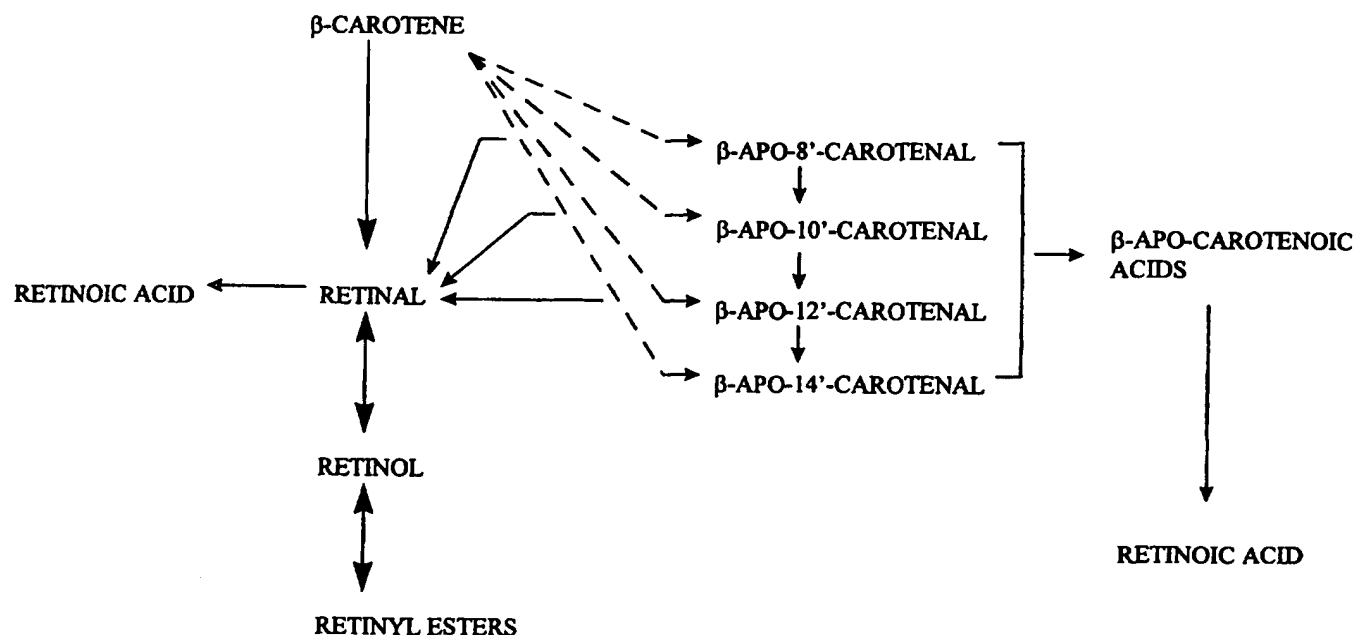 β-CAROTENE
β-APO-8’-CAROTENAL
β-APO-10’-CAROTENAL
β-APO-CAROTENOIC
ACIDS
RETINOIC ACID
RETINAL
β-APO-12’-CAROTENAL
β-APO-14’-CAROTENAL
RETINOL
RETINOIC ACID
RETINYL ESTERS